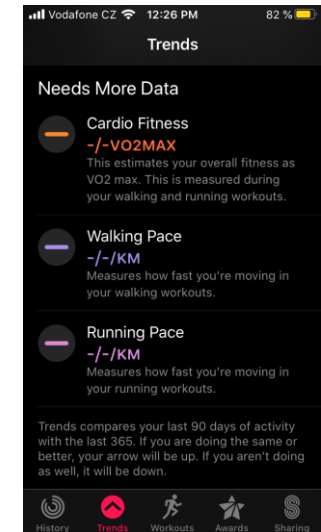 Vodafone CZ 12:26 PM 82 %
Trends
Needs More Data
Cardio Fitness
-/-VO2MAX
This estimates your overall fitness as
VO2 max. This is measured during
your walking and running workouts.
Walking Pace
-/-/KM
Measures how fast you're moving in
your walking workouts.
Running Pace
-/-/KM
Measures how fast you're moving in
your running workouts.
Trends compares your last 90 days of activity
with the last 365. If you are doing the same or
better, your arrow will be up. If you aren't doing
as well, it will be down.
History Trends Workouts Awards Sharing